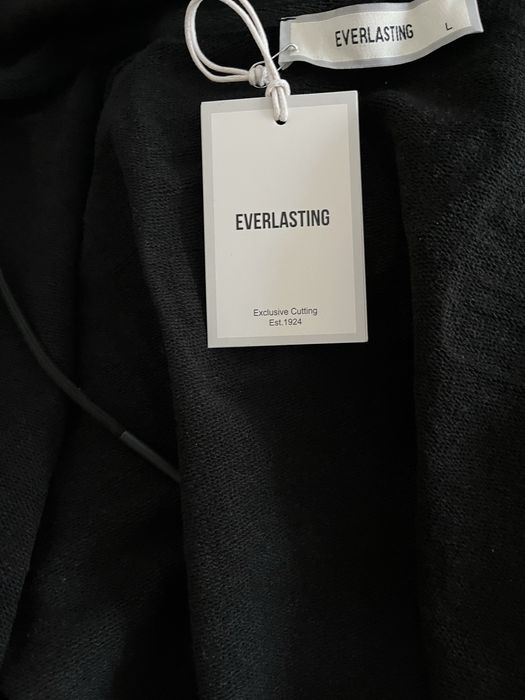 EVERLASTING L
EVERLASTING
Exclusive Cutting
Est.1924